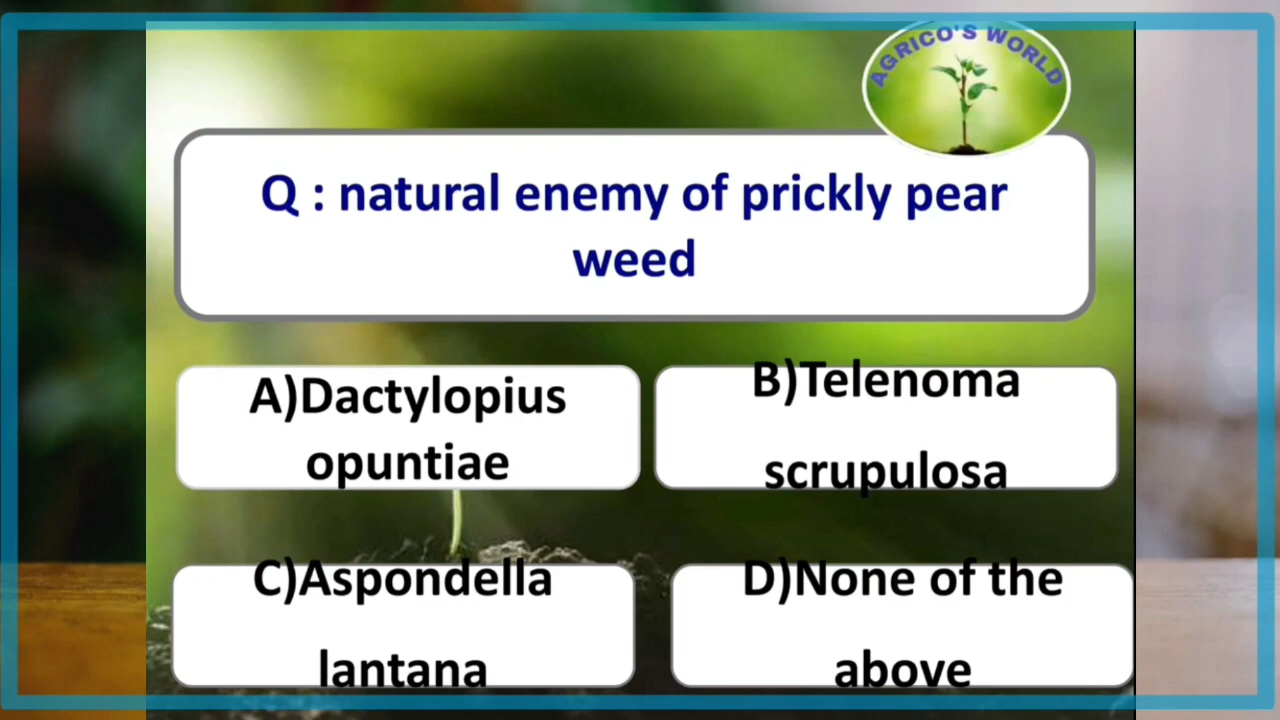 AGRICO'S WORLD
Q : natural enemy of prickly pear
weed
A)Dactylopius
opuntiae
B)Telenoma
scrupulosa
C)Aspondella
lantana
D)None of the
above